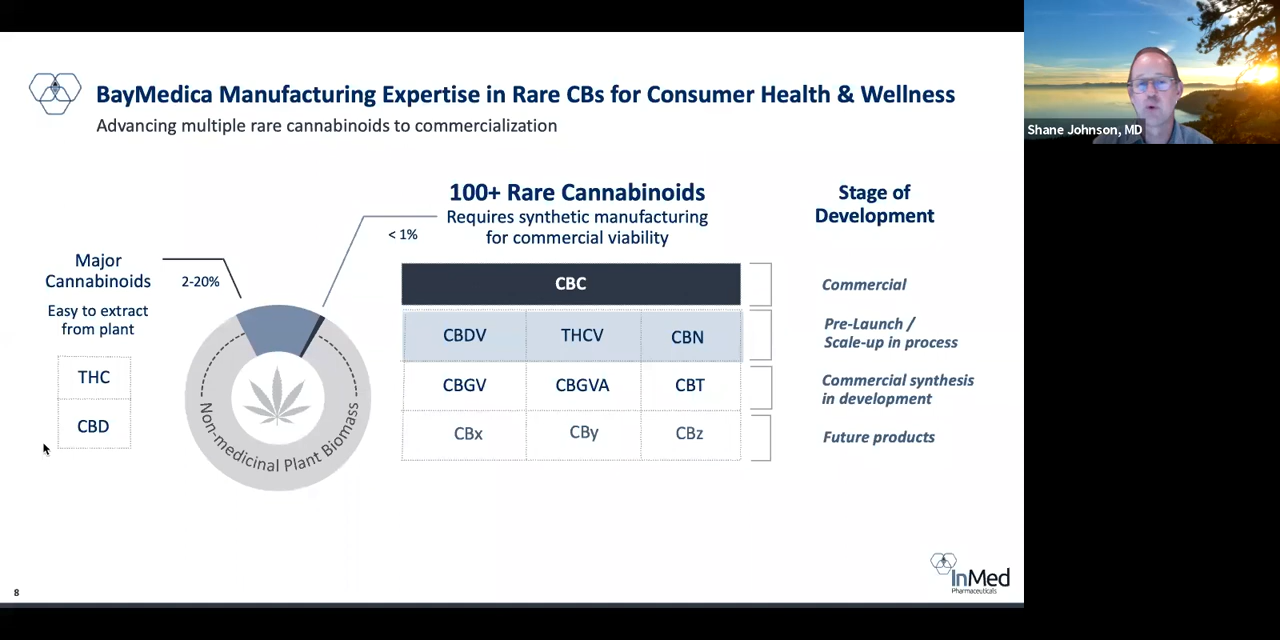 BayMedica Manufacturing Expertise in Rare CBs for Consumer Health & Wellness
Advancing multiple rare cannabinoids to commercialization
Shane Johnson, MD
Major
Cannabinoids
2-20%
Easy to extract
from plant
THC
CBD
Non-medicinal Plant Biomass
< 1%
100+ Rare Cannabinoids
Requires synthetic manufacturing
for commercial viability
Stage of
Development
CBC
Commercial
CBDV THCV CBN
Pre-Launch /
Scale-up in process
CBGV CBGVA CBT
Commercial synthesis
in development
CBx CBy CBz
Future products
8
InMed
Pharmaceuticals